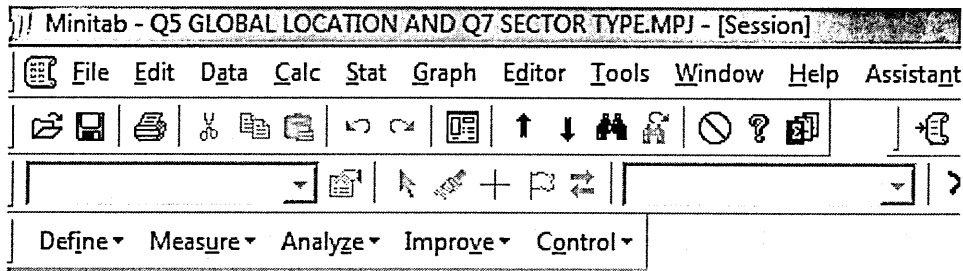 Minitab - Q5 GLOBAL LOCATION AND Q7 SECTOR TYPE.MPJ - [Session]
File Edit Data Calc Stat Graph Editor Tools Window Help Assistant
Define Measure Analyze Improve Control